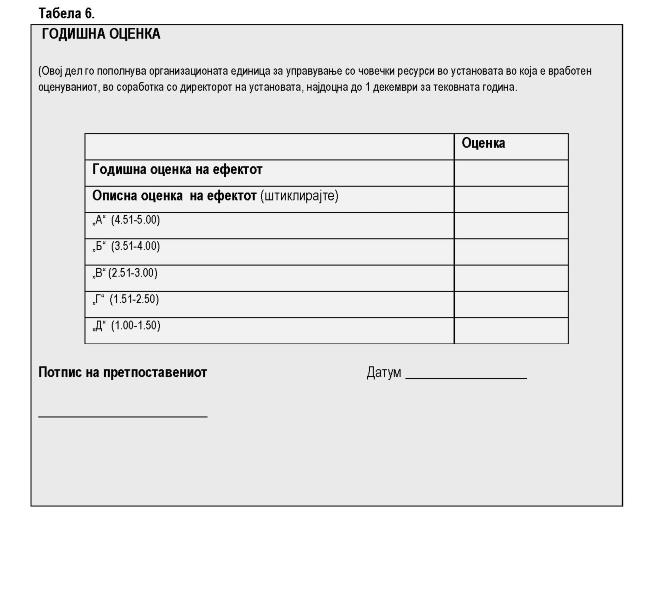 Табела 6.
ГОДИШНА ОЦЕНКА
(Овој дел го пополнува организационата единица за управување со човечки ресурси во установата во која е вработен
оценуваниот, во соработка со директорот на установата, најдоцна до 1 декември за тековната година.
Оценка
Годишна оценка на ефектот
Описна оценка на ефектот (штиклирајте)
„А“ (4.51-5.00)
„Б“ (3.51-4.00)
„В“ (2.51-3.00)
„Г“ (1.51-2.50)
„Д“ (1.00-1.50)
Потпис на претпоставениот Датум ____________________
____________________________